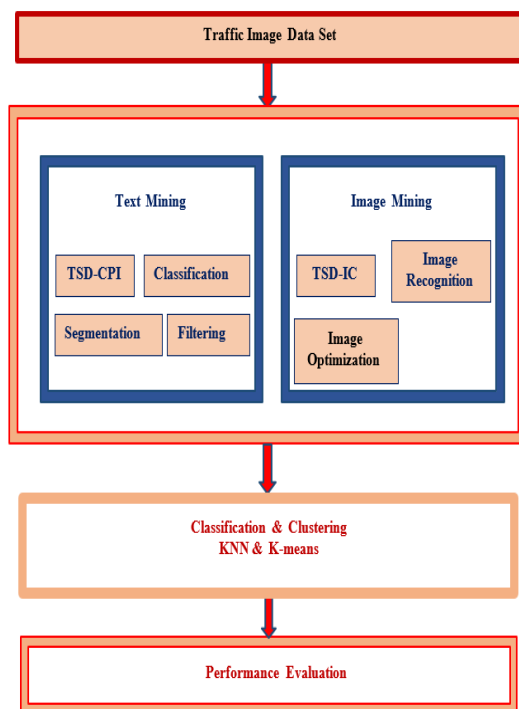 Traffic Image Data Set
Text Mining
TSD-CPI
Classification
Segmentation
Filtering
Image Mining
TSD-IC
Image
Recognition
Image
Optimization
Classification & Clustering
KNN & K-means
Performance Evaluation